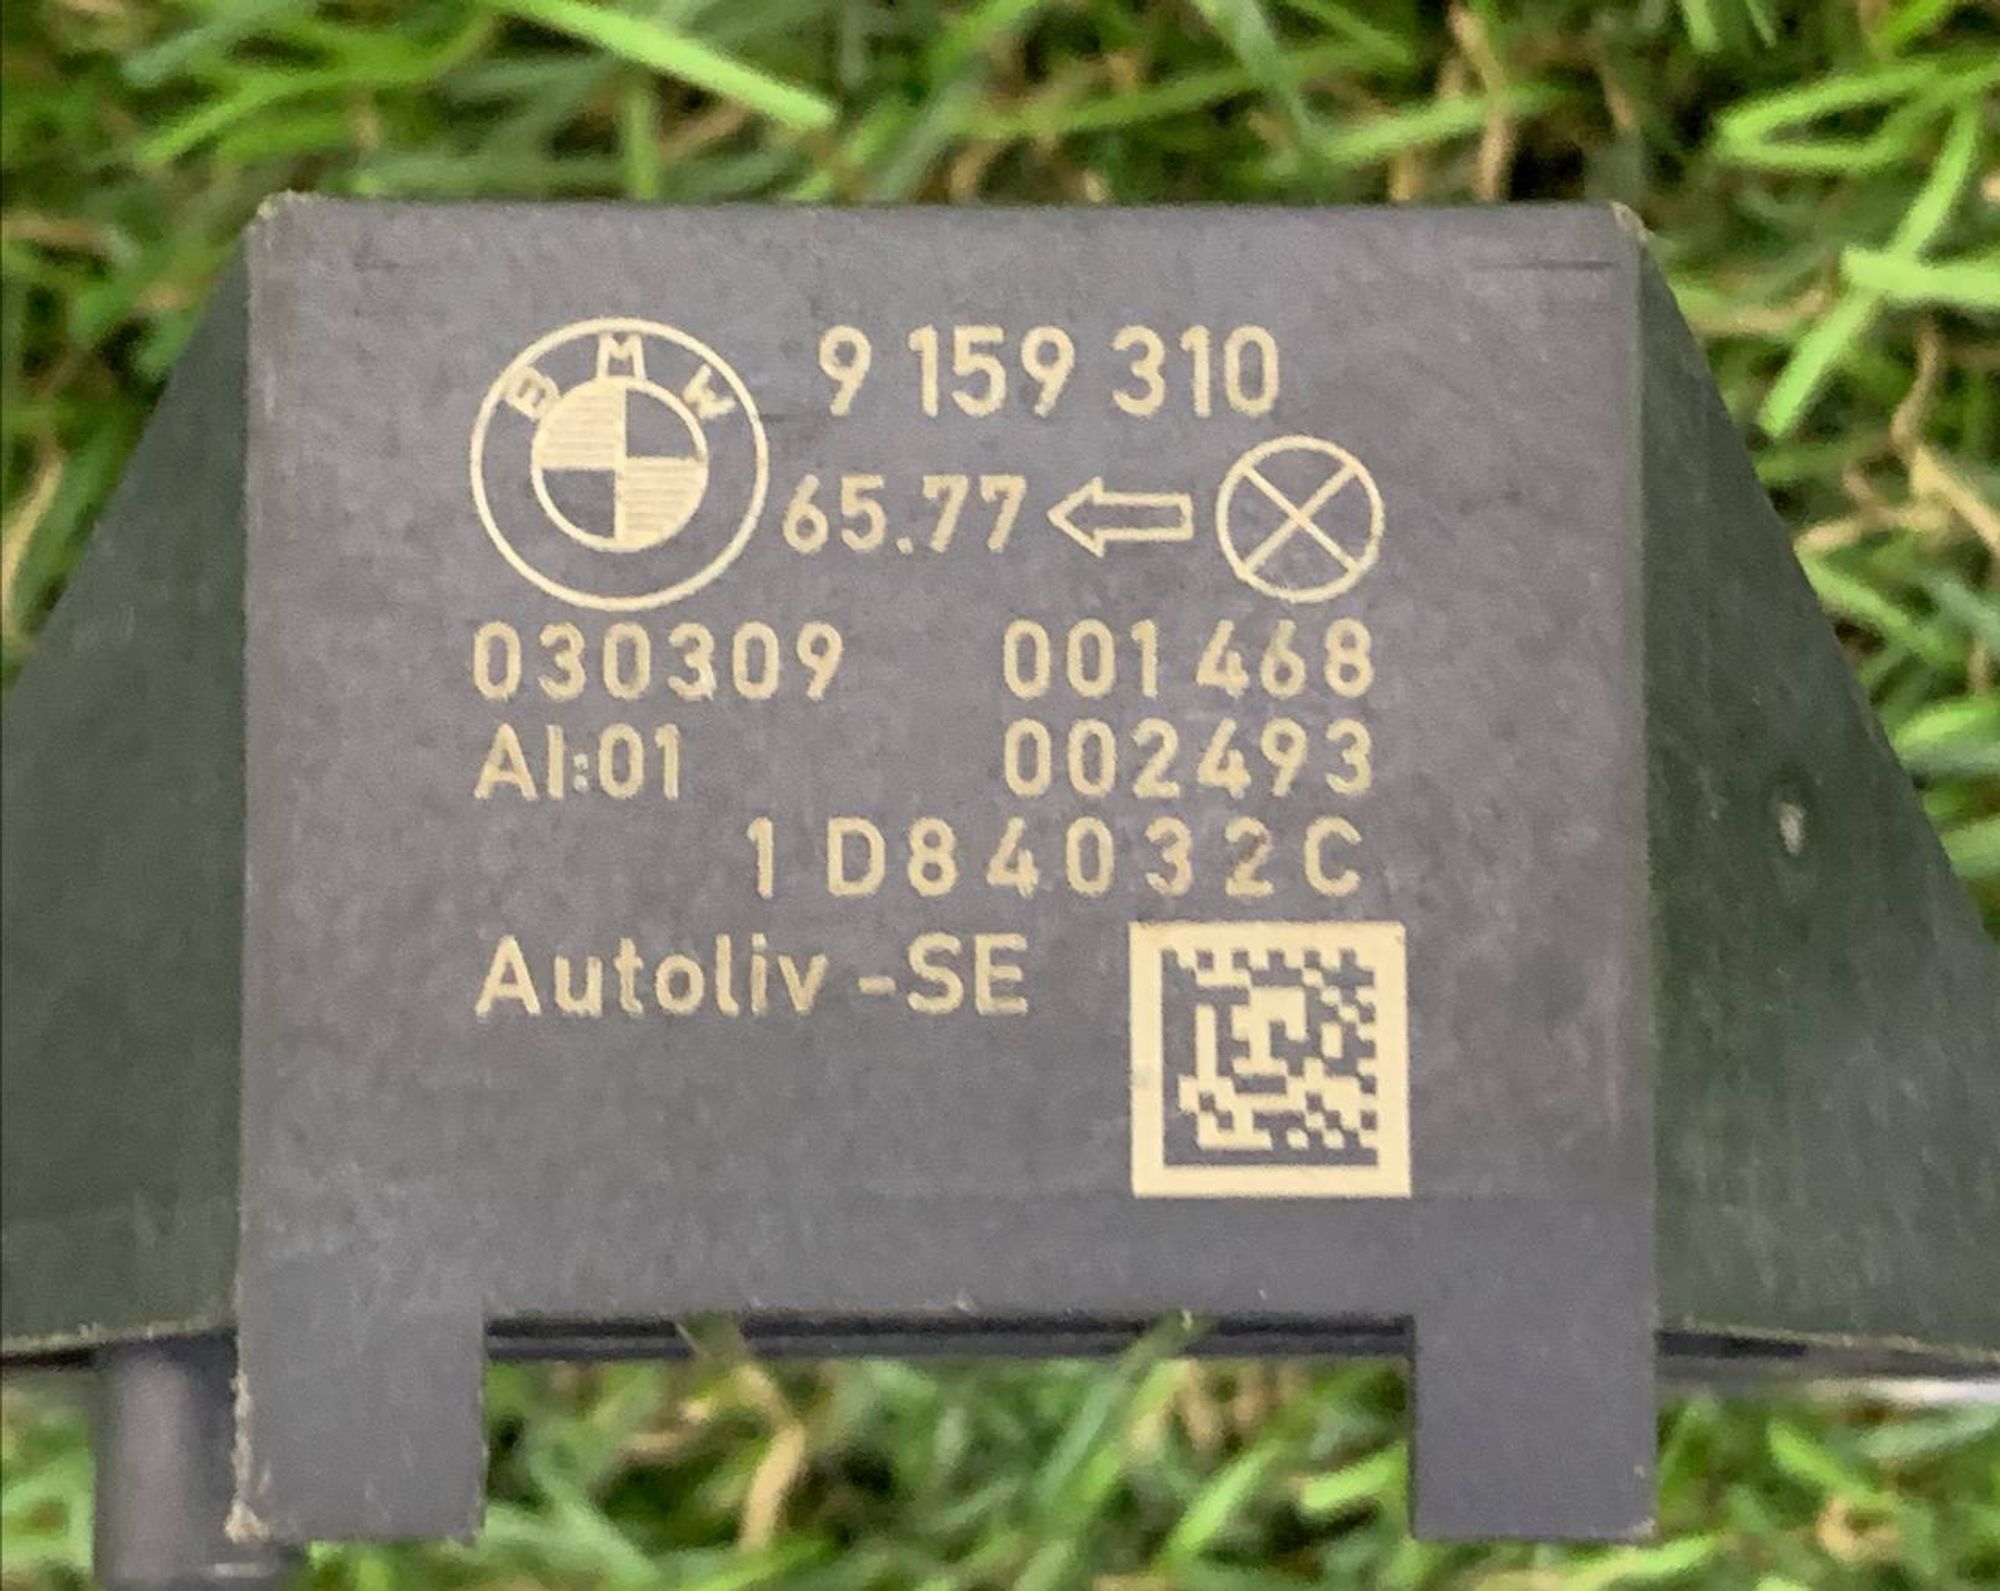 BMW
9 159 310
65.77
030309 001468
AI:01 002493
1D84032C
Autoliv-SE